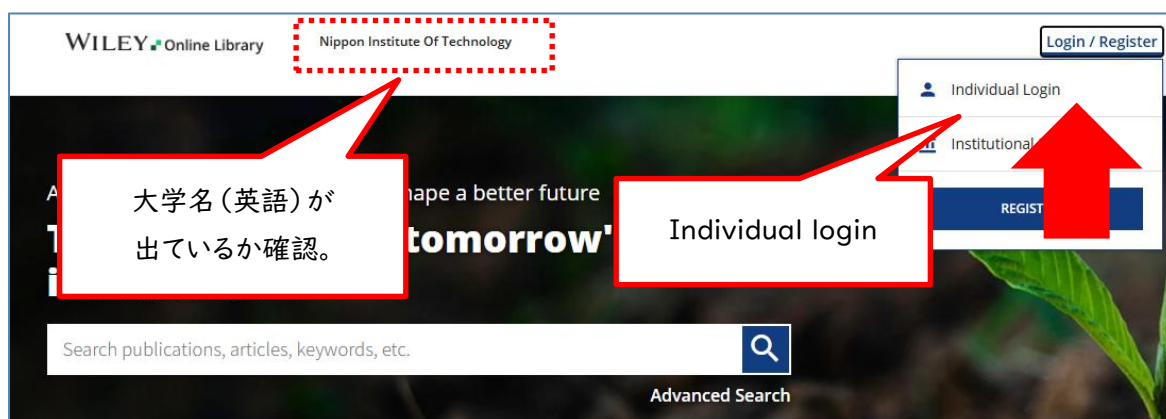 WILEY Online Library
Nippon Institute Of Technology
Login / Register
Individual Login
Institutional
REGIST
大学名(英語)が
出ているか確認。
Individual login
A
hape a better future
T
tomorrow'
i
Search publications, articles, keywords, etc.
Advanced Search